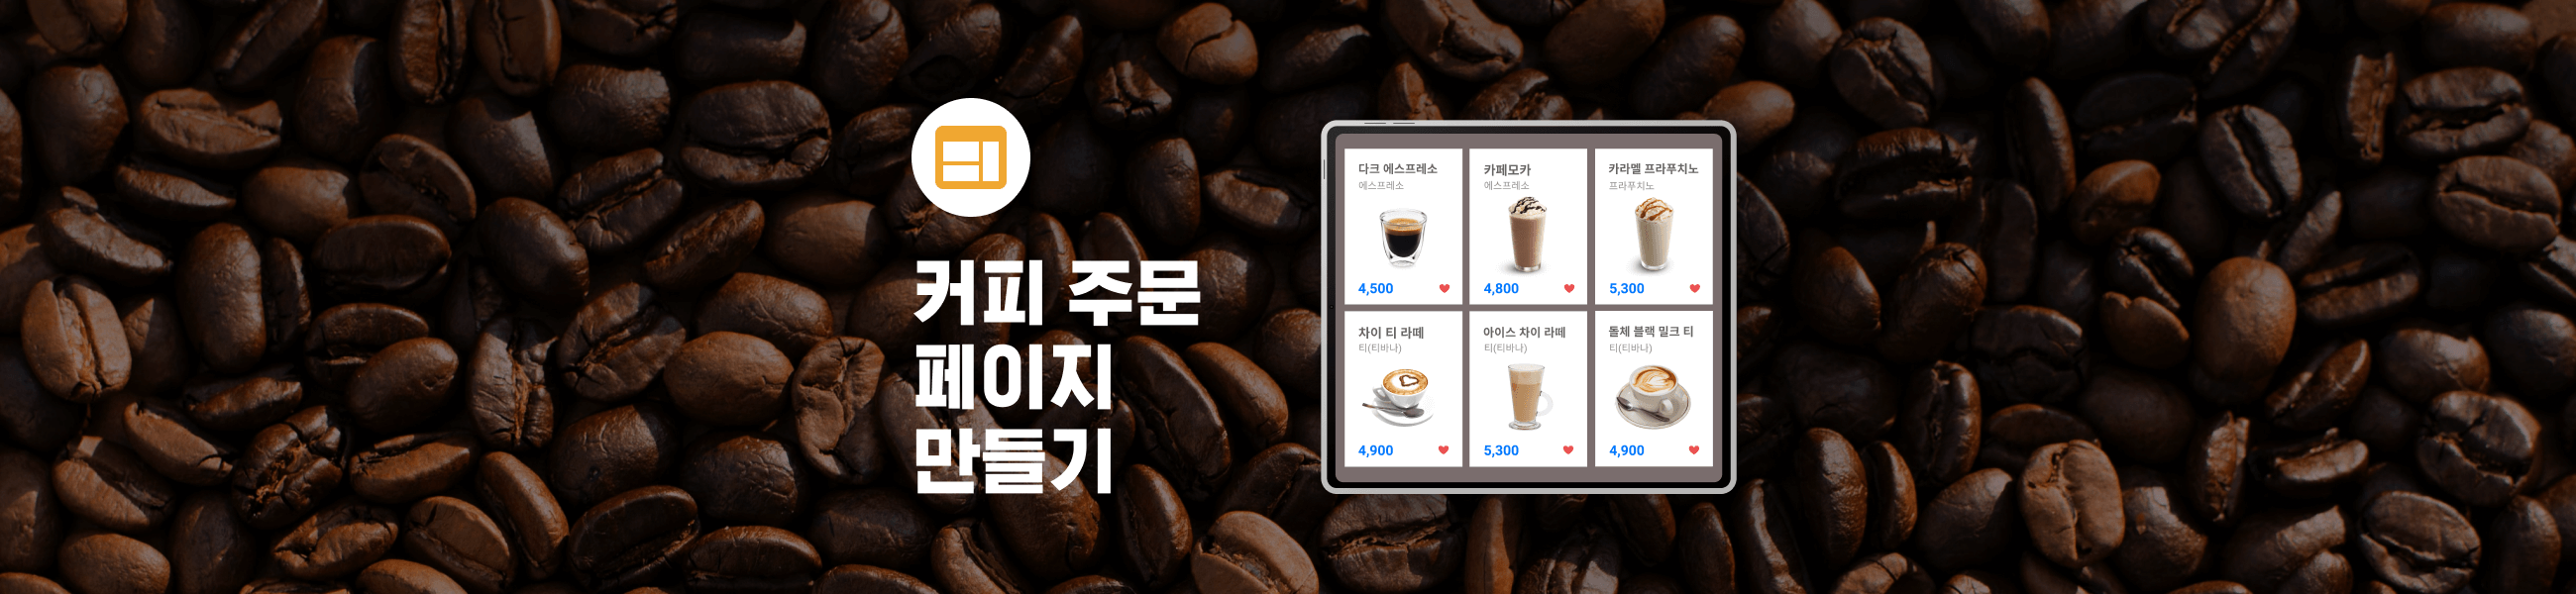 커피 주문
페이지
만들기
다크 에스프레소
에스프레소
4,500
카페모카
에스프레소
4,800
카라멜 프라푸치노
프라푸치노
5,300
차이 티 라떼
티(티바나)
4,900
아이스 차이 라떼
티(티바나)
5,300
돌체 블랙 밀크 티
티(티바나)
4,900